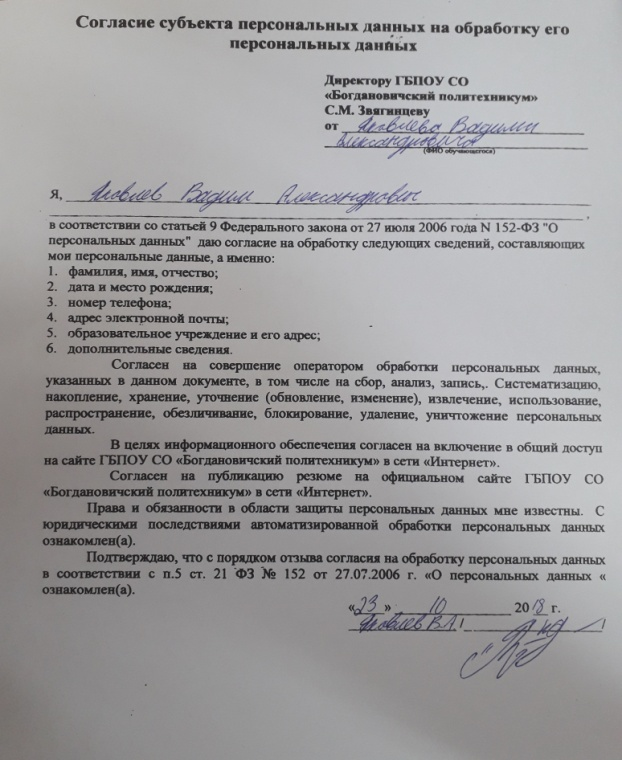 Согласие субъекта персональных данных на обработку его
персональных данных
Директору ГБПОУ СО
«Богдановичский политехникум»
С.М. Звягинцеву
от Яковлева Вадима
Александровича
(ФИО обучающегося)
Я, Яковлев Вадим Александрович
,
в соответствии со статьей 9 Федерального закона от 27 июля 2006 года N 152-ФЗ "О
персональных данных" даю согласие на обработку следующих сведений, составляющих
мои персональные данные, а именно:
1. фамилия, имя, отчество;
2. дата и место рождения;
3. номер телефона;
4. адрес электронной почты;
5. образовательное учреждение и его адрес;
6. дополнительные сведения.
Согласен на совершение оператором обработки персональных данных,
указанных в данном документе, в том числе на сбор, анализ, запись,. Систематизацию,
накопление, хранение, уточнение (обновление, изменение), извлечение, использование,
распространение, обезличивание, блокирование, удаление, уничтожение персональных
данных.
В целях информационного обеспечения согласен на включение в общий доступ
на сайте ГБПОУ СО «Богдановичский политехникум» в сети «Интернет».
Согласен на публикацию резюме на официальном сайте ГБПОУ СО
«Богдановичский политехникум» в сети «Интернет».
Права и обязанности в области защиты персональных данных мне известны. С
юридическими последствиями автоматизированной обработки персональных данных
ознакомлен(а).
Подтверждаю, что с порядком отзыва согласия на обработку персональных данных
в соответствии с п.5 ст. 21 ФЗ № 152 от 27.07.2006 г. «О персональных данных «
ознакомлен(а).
«23» 10 2018 г.
Яковлев В.А. / /